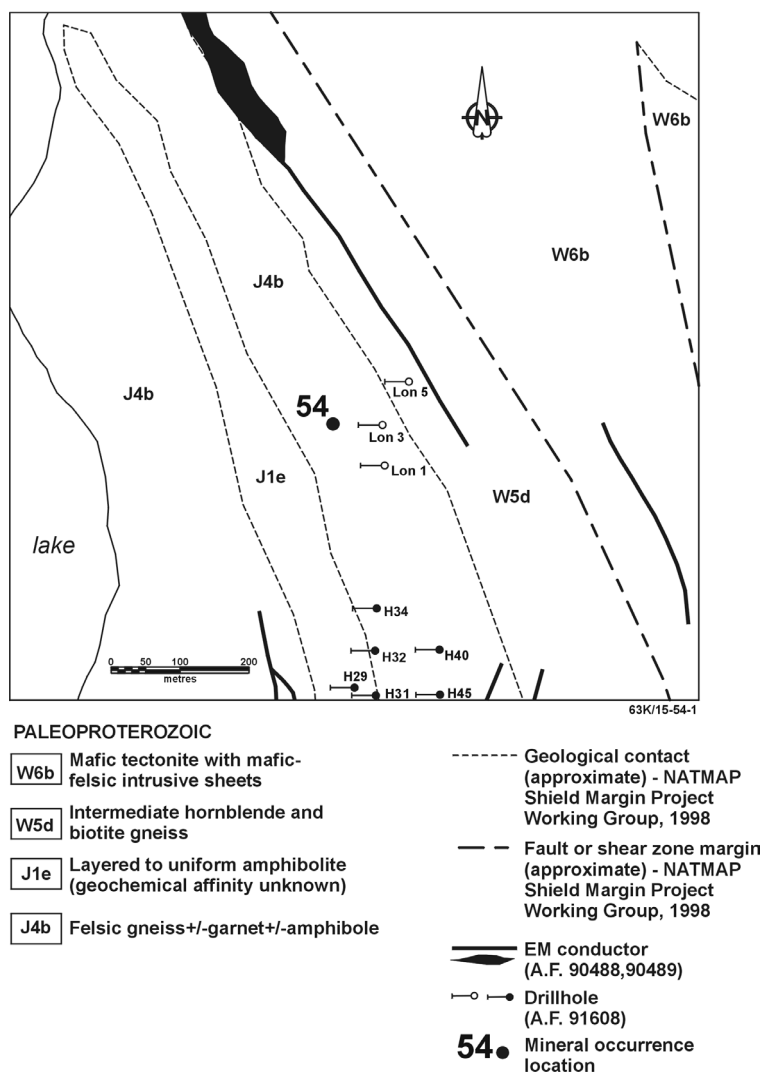 N
W6b
W6b
J4b
J4b
Lon 5
54
Lon 3
Lon 1
J1e
W5d
lake
H34
H32
H40
H29
H31
H45
0 50 100 200
metres
63K/15-54-1
PALEOPROTEROZOIC
W6b
Mafic tectonite with mafic-
felsic intrusive sheets
W5d
Intermediate hornblende and
biotite gneiss
J1e
Layered to uniform amphibolite
(geochemical affinity unknown)
J4b
Felsic gneiss+/-garnet+/-amphibole
Geological contact
(approximate) - NATMAP
Shield Margin Project
Working Group, 1998
Fault or shear zone margin
(approximate) - NATMAP
Shield Margin Project
Working Group, 1998
EM conductor
(A.F. 90488,90489)
Drillhole
(A.F. 91608)
54
Mineral occurrence
location